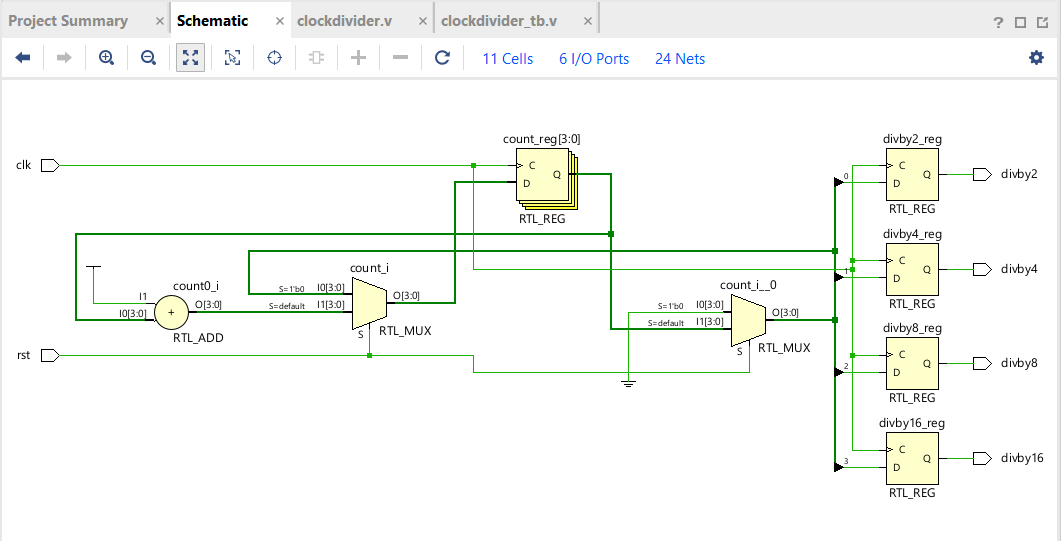 Project Summary × Schematic × clockdivider.v × clockdivider_tb.v × ?
11 Cells 6 I/O Ports 24 Nets
count_reg[3:0]
clk
C
D
Q
RTL_REG
count_i
S=1'b0 I0[3:0]
S=default I1[3:0]
O[3:0]
S
RTL_MUX
count0_i
I1
I0[3:0]
+
O[3:0]
RTL_ADD
rst
count_i__0
S=1'b0 I0[3:0]
S=default I1[3:0]
O[3:0]
S
RTL_MUX
divby2_reg
0
C
D
Q
divby2
RTL_REG
divby4_reg
1
C
D
Q
divby4
RTL_REG
divby8_reg
2
C
D
Q
divby8
RTL_REG
divby16_reg
3
C
D
Q
divby16
RTL_REG